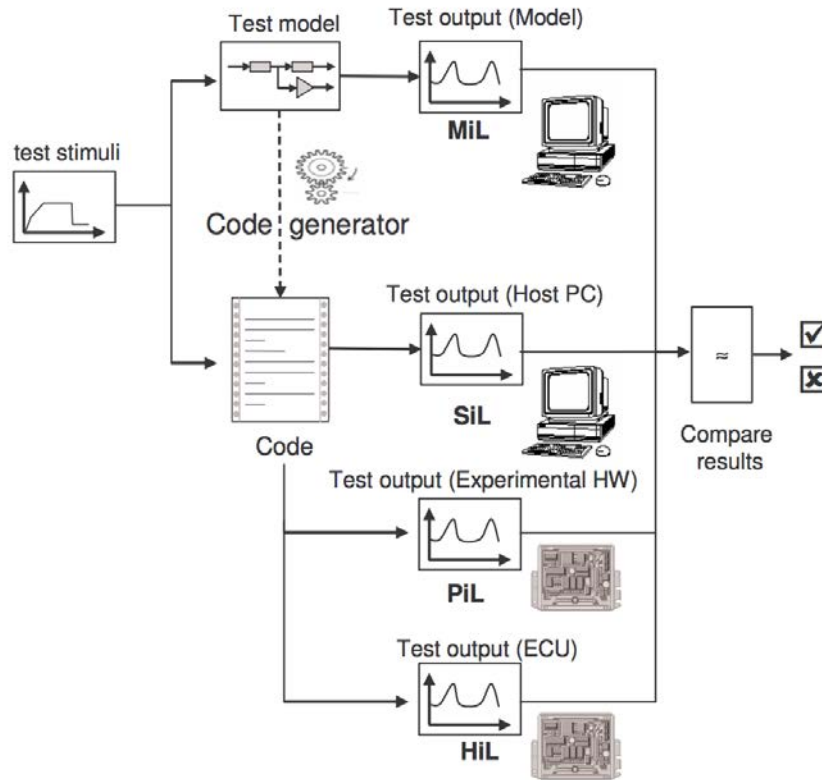 Test model
Test output (Model)
MiL
test stimuli
Code generator
Test output (Host PC)
SiL
≈
Code
Compare
results
Test output (Experimental HW)
PiL
Test output (ECU)
HiL